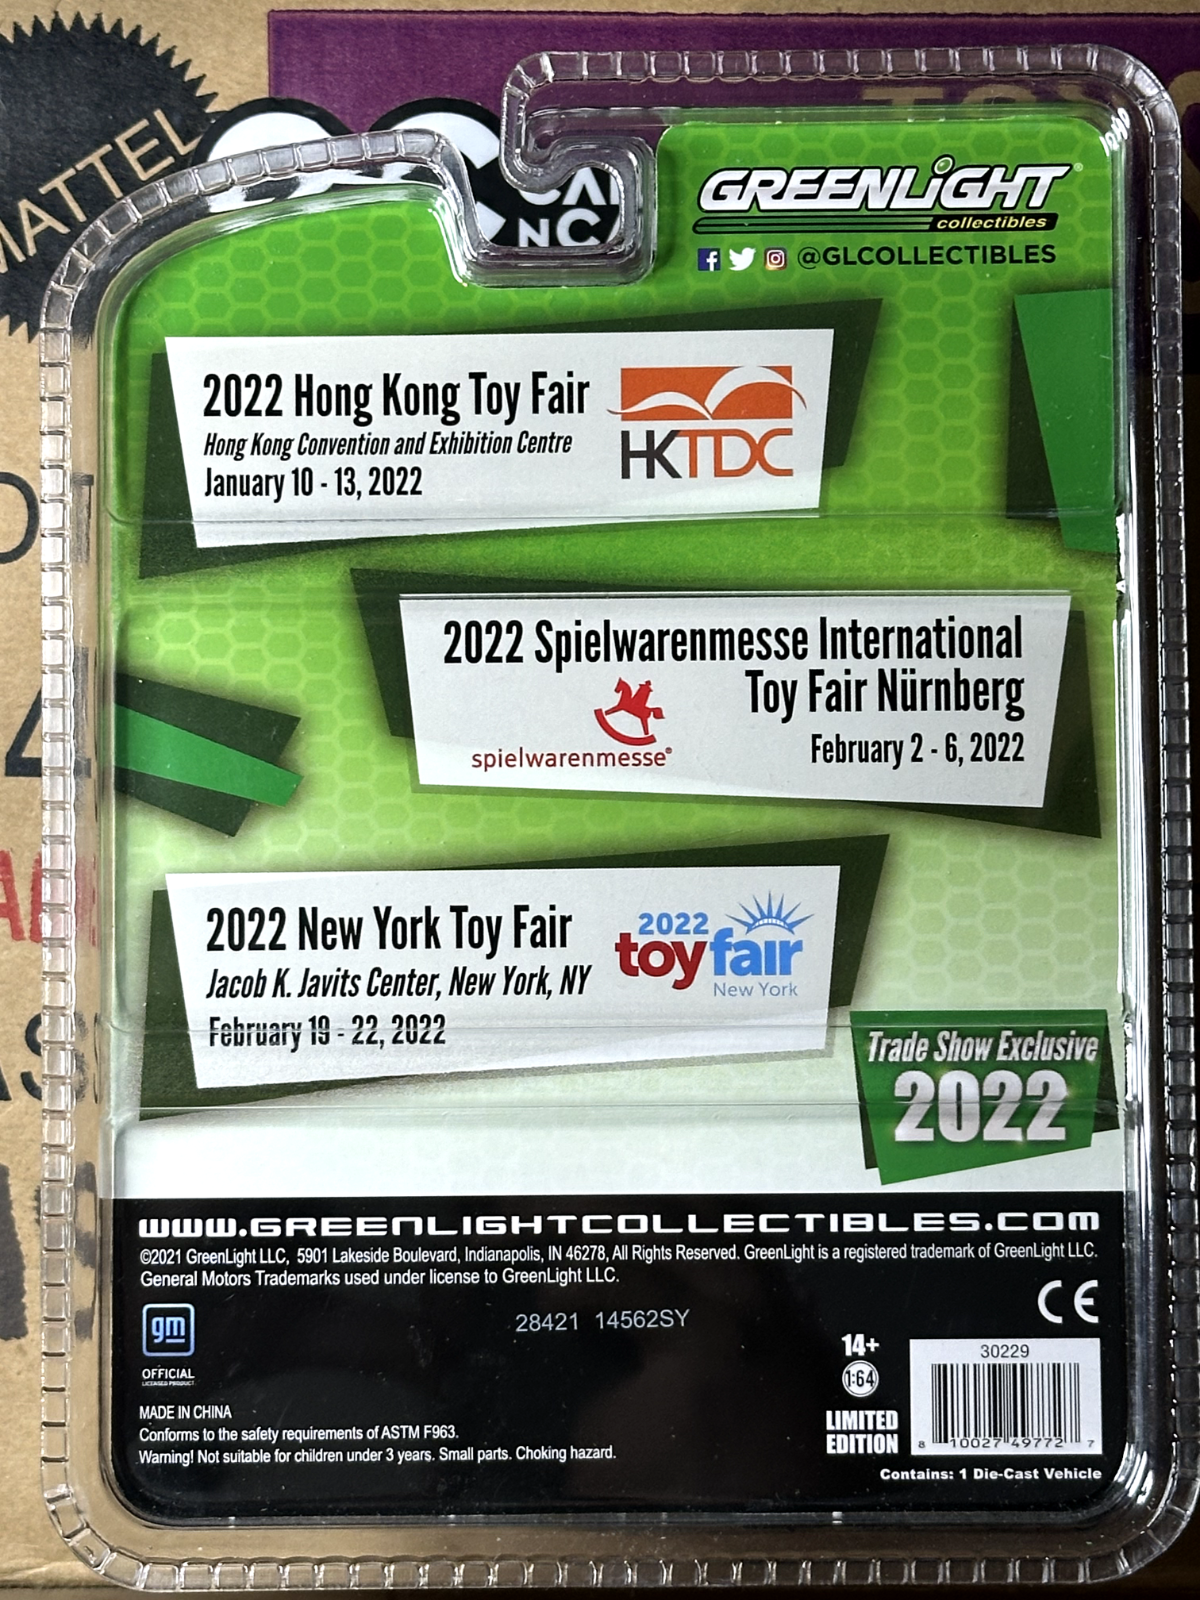 MATTEL
GREENLiGHT®
collectibles
@GLCOLLECTIBLES
2022 Hong Kong Toy Fair
Hong Kong Convention and Exhibition Centre
January 10 - 13, 2022
HKTDC
2022 Spielwarenmesse International
Toy Fair Nürnberg
February 2 - 6, 2022
spielwarenmesse®
2022 New York Toy Fair
Jacob K. Javits Center, New York, NY
February 19 - 22, 2022
2022
toyfair
New York
Trade Show Exclusive
2022
www.GREENLIGHTCOLLECTIBLES.COM
©2021 GreenLight LLC, 5901 Lakeside Boulevard, Indianapolis, IN 46278, All Rights Reserved. GreenLight is a registered trademark of GreenLight LLC.
General Motors Trademarks used under license to GreenLight LLC.
gm
OFFICIAL
LICENSED PRODUCT
28421 14562SY
CE
14+
1:64
LIMITED
EDITION
30229
8 10027 49772 7
MADE IN CHINA
Conforms to the safety requirements of ASTM F963.
Warning! Not suitable for children under 3 years. Small parts. Choking hazard.
Contains: 1 Die-Cast Vehicle